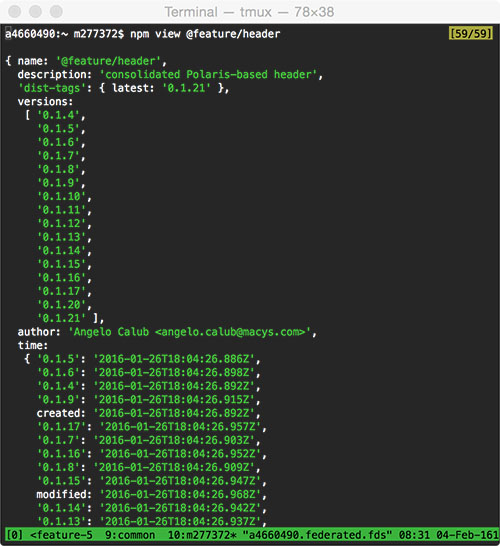 Terminal — tmux — 78×38
a4660490:~ m277372$ npm view @feature/header [59/59]
{ name: '@feature/header',
description: 'consolidated Polaris-based header',
'dist-tags': { latest: '0.1.21' },
versions:
[ '0.1.4',
'0.1.5',
'0.1.6',
'0.1.7',
'0.1.8',
'0.1.9',
'0.1.10',
'0.1.11',
'0.1.12',
'0.1.13',
'0.1.14',
'0.1.15',
'0.1.16',
'0.1.17',
'0.1.20',
'0.1.21' ],
author: 'Angelo Calub <angelo.calub@macys.com>',
time:
{ '0.1.5': '2016-01-26T18:04:26.886Z',
'0.1.6': '2016-01-26T18:04:26.898Z',
'0.1.4': '2016-01-26T18:04:26.892Z',
'0.1.9': '2016-01-26T18:04:26.915Z',
created: '2016-01-26T18:04:26.892Z',
'0.1.17': '2016-01-26T18:04:26.957Z',
'0.1.7': '2016-01-26T18:04:26.903Z',
'0.1.16': '2016-01-26T18:04:26.952Z',
'0.1.8': '2016-01-26T18:04:26.909Z',
'0.1.15': '2016-01-26T18:04:26.947Z',
modified: '2016-01-26T18:04:26.968Z',
'0.1.14': '2016-01-26T18:04:26.942Z',
'0.1.13': '2016-01-26T18:04:26.937Z',
[0] <feature-5 9:common 10:m277372* "a4660490.federated.fds" 08:31 04-Feb-161